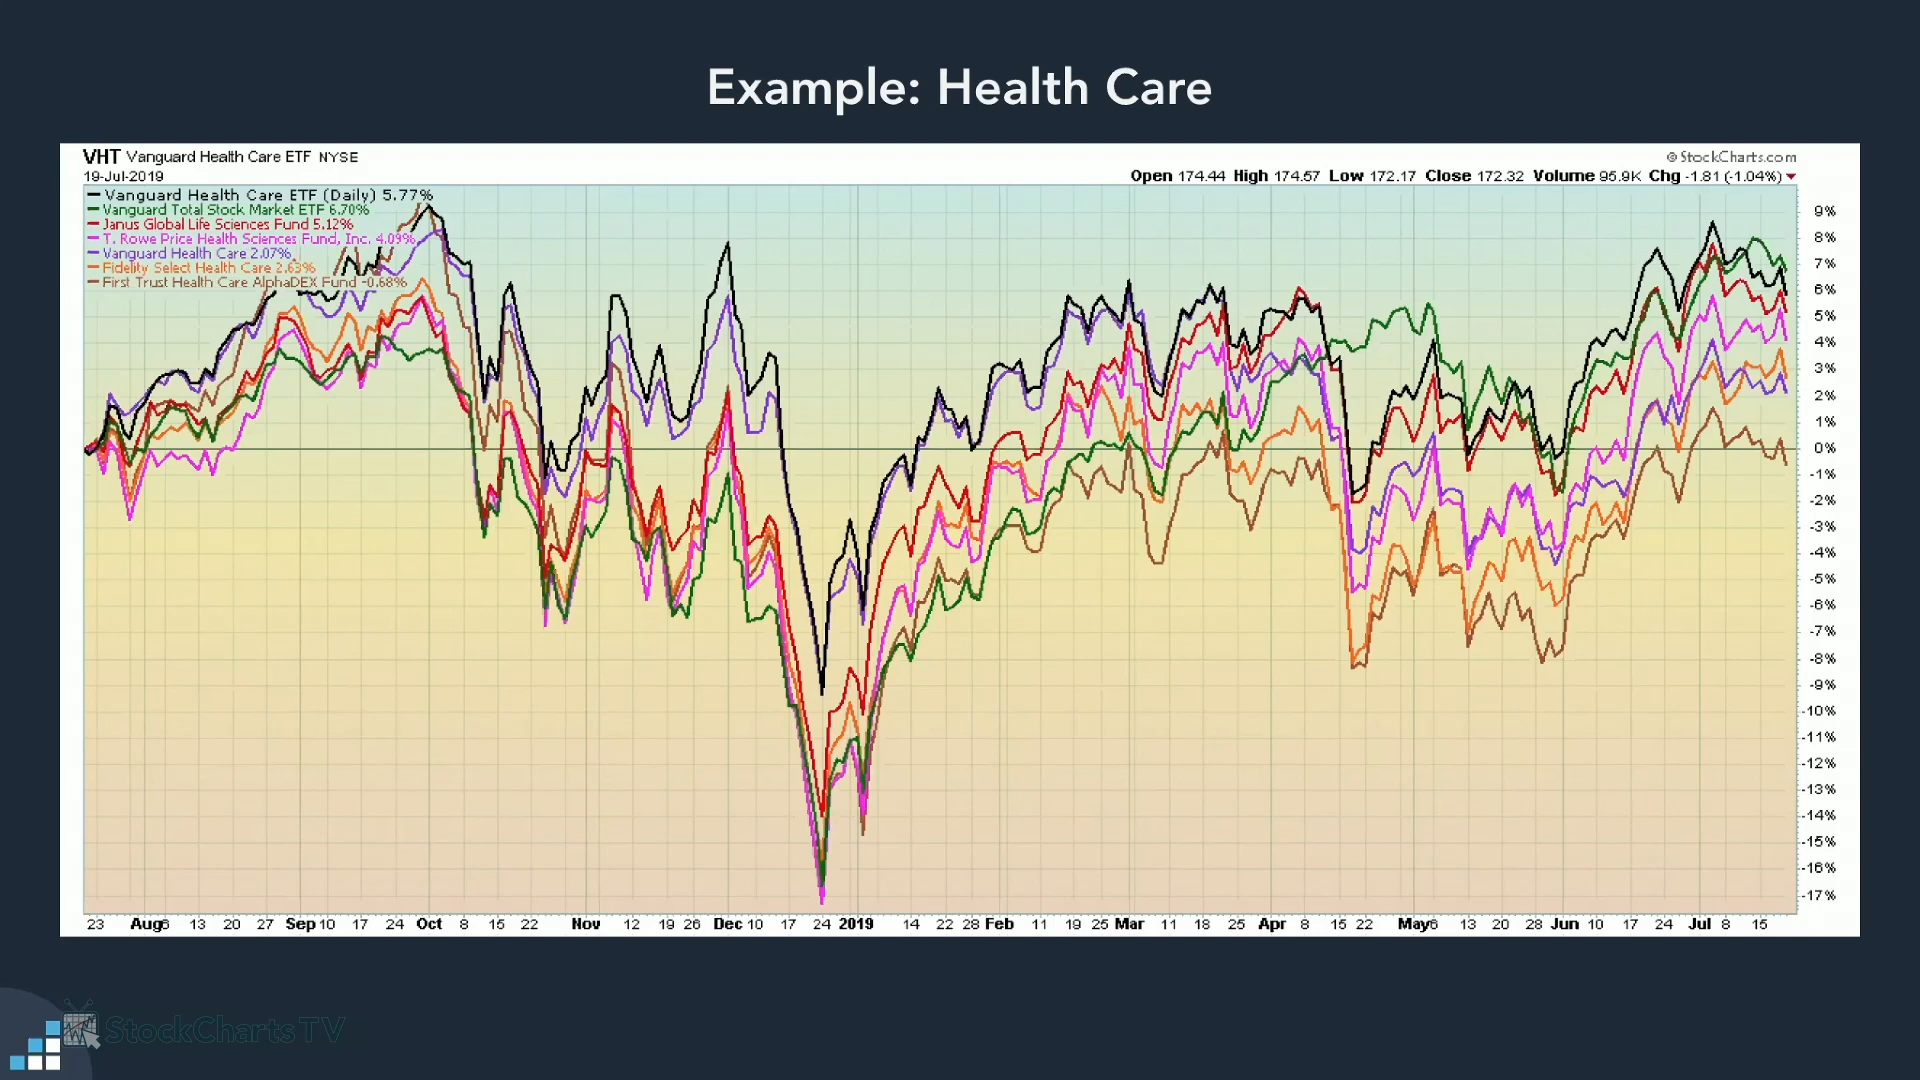 Example: Health Care
VHT Vanguard Health Care ETF NYSE
© StockCharts.com
19-Jul-2019
Open 174.44 High 174.57 Low 172.17 Close 172.32 Volume 95.9K Chg -1.81 (-1.04%)
Vanguard Health Care ETF (Daily) 5.77%
Vanguard Total Stock Market ETF 6.70%
Janus Global Life Sciences Fund 5.12%
T. Rowe Price Health Sciences Fund, Inc. 4.09%
Vanguard Health Care 2.07%
Fidelity Select Health Care 2.63%
First Trust Health Care AlphaDEX Fund -0.68%
9%
8%
7%
6%
5%
4%
3%
2%
1%
0%
-1%
-2%
-3%
-4%
-5%
-6%
-7%
-8%
-9%
-10%
-11%
-12%
-13%
-14%
-15%
-16%
-17%
23 Aug6 13 20 27 Sep 10 17 24 Oct 8 15 22 Nov 12 19 26 Dec 10 17 24 2019 14 22 28 Feb 11 19 25 Mar 11 18 25 Apr 8 15 22 May6 13 20 28 Jun 10 17 24 Jul 8 15
StockCharts TV